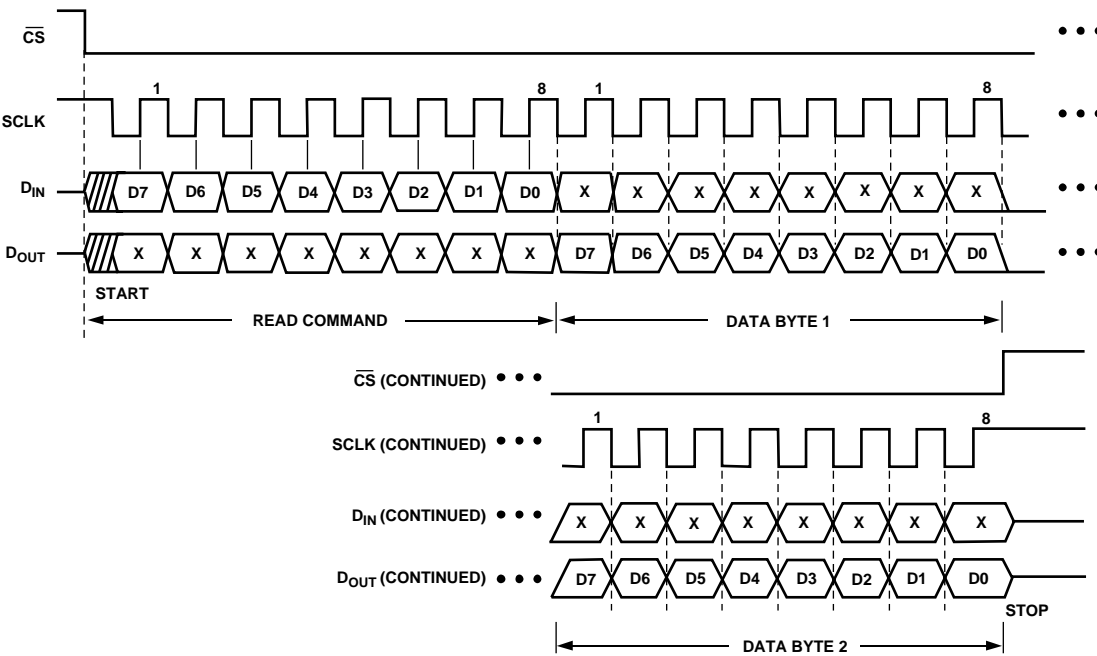 CS
1 8 1 8
SCLK
DIN D7 D6 D5 D4 D3 D2 D1 D0 X X X X X X X X
DOUT X X X X X X X X D7 D6 D5 D4 D3 D2 D1 D0
START
READ COMMAND DATA BYTE 1
CS (CONTINUED)
1 8
SCLK (CONTINUED)
DIN (CONTINUED) X X X X X X X X
DOUT (CONTINUED) D7 D6 D5 D4 D3 D2 D1 D0
STOP
DATA BYTE 2